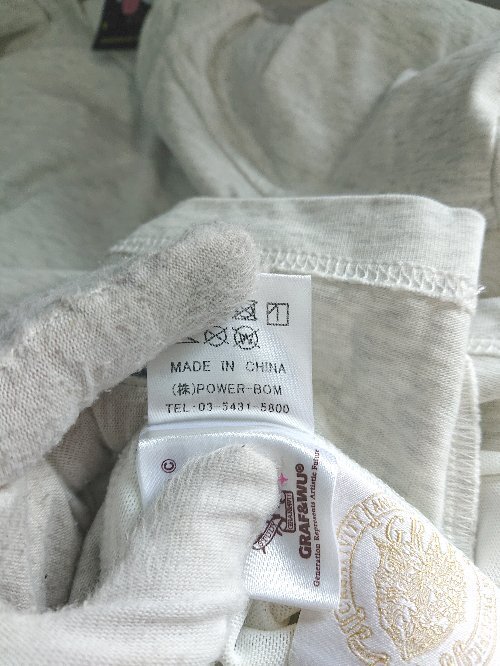 MADE IN CHINA
(株)POWER-BOM
TEL: 03-5431-5800
©
GRAF&WU®
Generation Represents Artistic Future